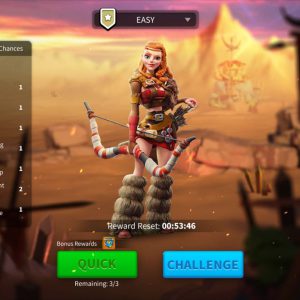 EASY
Chances
1
1
1
1
2
1
1
Reward Reset: 00:53:46
Bonus Rewards
QUICK
CHALLENGE
Remaining: 3/3